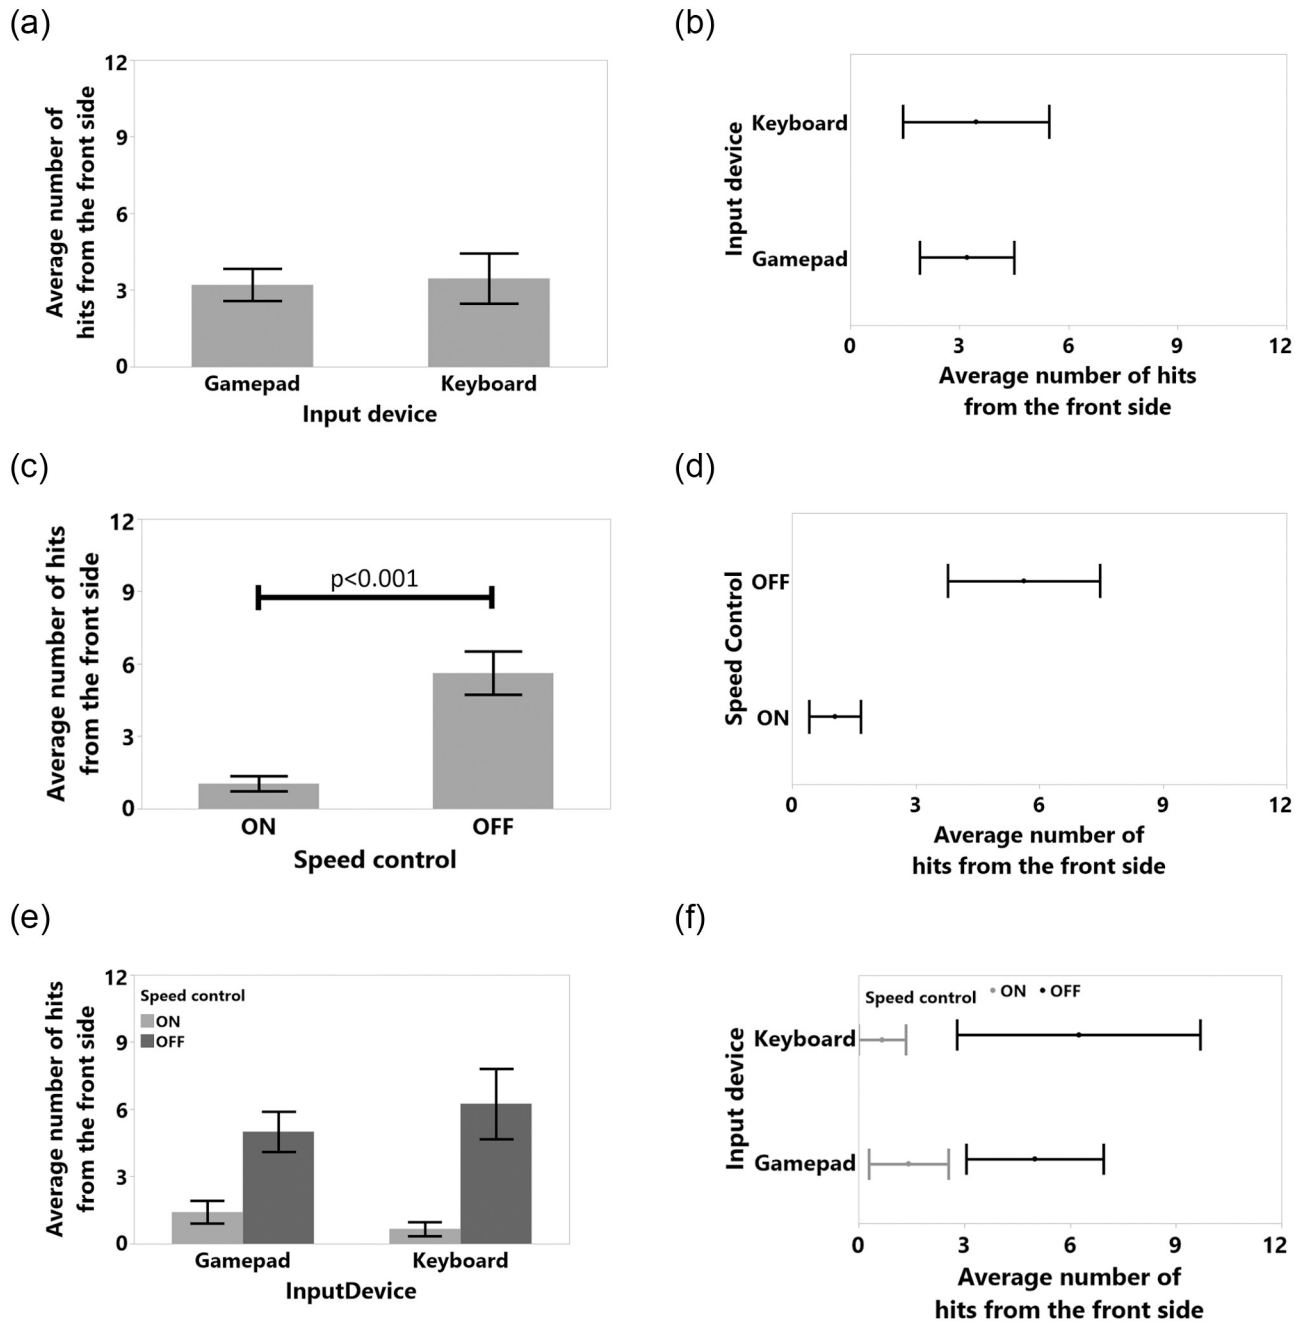 (a)
12
9
6
3
0
Average number of
hits from the front side
Gamepad
Keyboard
Input device
(b)
Input device
Keyboard
Gamepad
0 3 6 9 12
Average number of hits
from the front side
(c)
12
9
6
3
0
Average number of hits
from the front side
p<0.001
ON
OFF
Speed control
(d)
Speed Control
OFF
ON
0 3 6 9 12
Average number of
hits from the front side
(e)
12
9
6
3
0
Average number of hits
from the front side
Speed control
ON
OFF
Gamepad
Keyboard
InputDevice
(f)
Speed control ON OFF
Input device
Keyboard
Gamepad
0 3 6 9 12
Average number of
hits from the front side